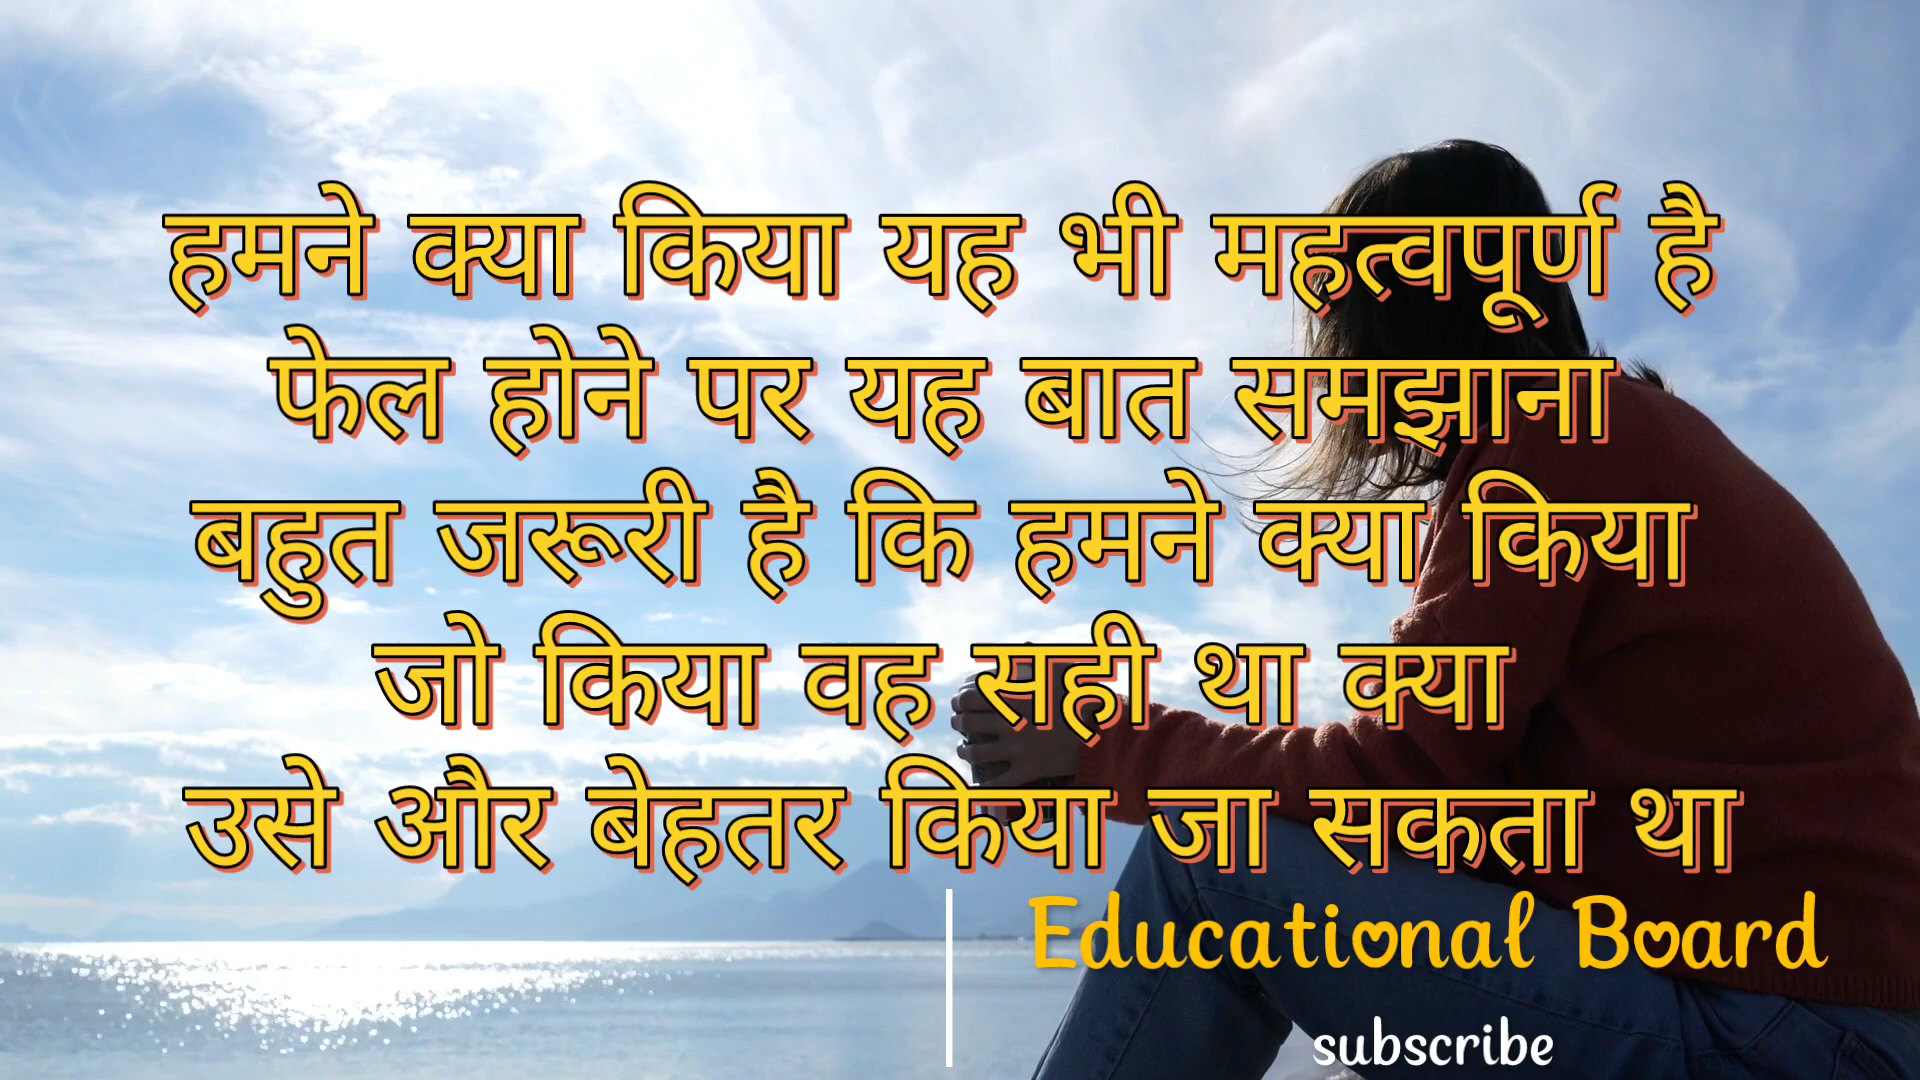 हमने क्या किया यह भी महत्वपूर्ण है
फेल होने पर यह बात समझाना
बहुत जरूरी है कि हमने क्या किया
जो किया वह सही था क्या
उसे और बेहतर किया जा सकता था
Educational Board
subscribe